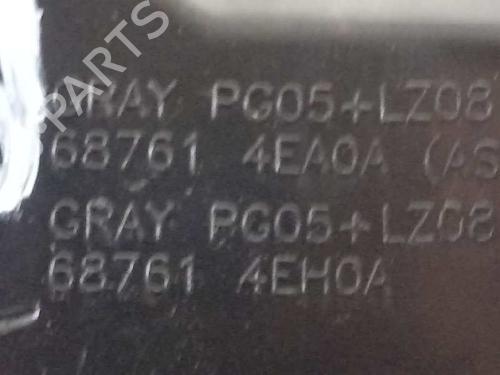 PARTS
GRAY PG05+LZ08
68761 4EA0A (AS
GRAY PG05+LZ08
68761 4EH0A